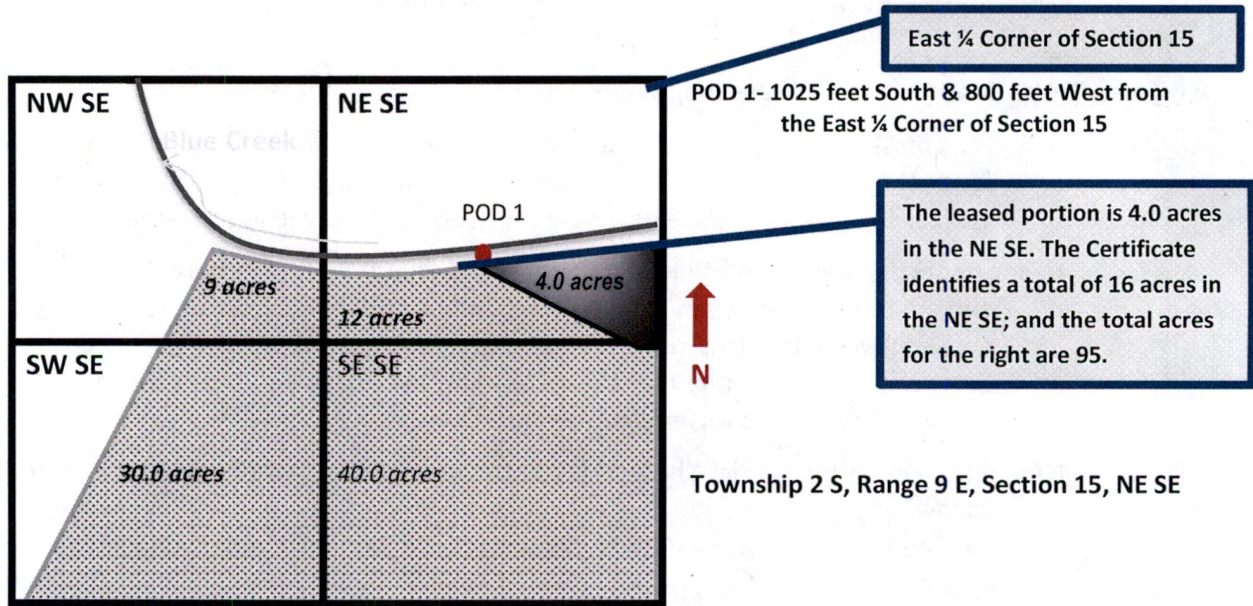 East ¼ Corner of Section 15
NW SE
NE SE
POD 1- 1025 feet South & 800 feet West from
the East ¼ Corner of Section 15
Blue Creek
POD 1
The leased portion is 4.0 acres
in the NE SE. The Certificate
identifies a total of 16 acres in
the NE SE; and the total acres
for the right are 95.
9 acres
4.0 acres
12 acres
N
SW SE
SE SE
30.0 acres
40.0 acres
Township 2 S, Range 9 E, Section 15, NE SE